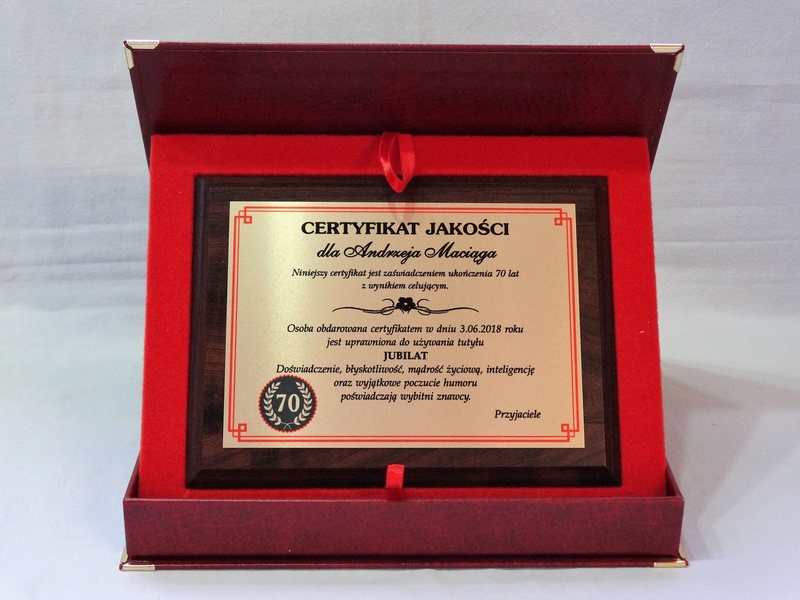 CERTYFIKAT JAKOŚCI
dla Andrzeja Maciąga
Niniejszy certyfikat jest zaświadczeniem ukończenia 70 lat
z wynikiem celującym.
Osoba obdarowana certyfikatem w dniu 3.06.2018 roku
jest uprawniona do używania tutyłu
JUBILAT
Doświadczenie, błyskotliwość, mądrość życiową, inteligencję
oraz wyjątkowe poczucie humoru
poświadczają wybitni znawcy.
70
Przyjaciele